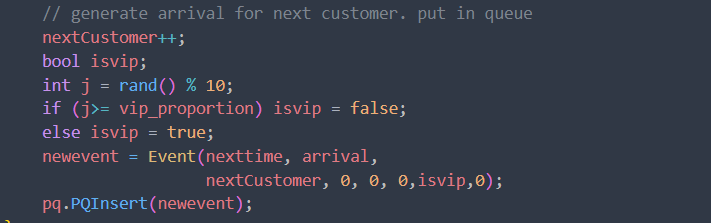 // generate arrival for next customer. put in queue
nextCustomer++;
bool isvip;
int j = rand() % 10;
if (j>= vip_proportion) isvip = false;
else isvip = true;
newevent = Event(nexttime, arrival,
nextCustomer, 0, 0, 0,isvip,0);
pq.PQInsert(newevent);
}